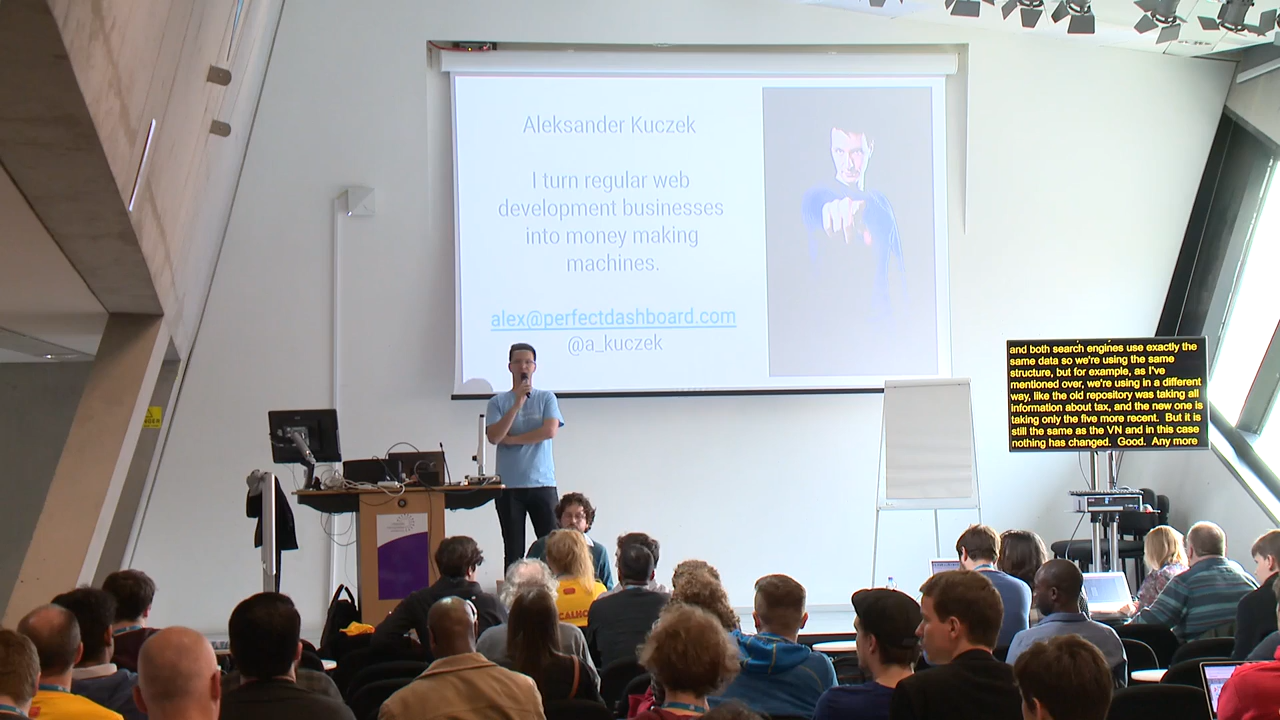 Aleksander Kuczek
I turn regular web
development businesses
into money making
machines.
alex@perfectdashboard.com
@a_kuczek
and both search engines use exactly the
same data so we're using the same
structure, but for example, as I've
mentioned over, we're using in a different
way, like the old repository was taking all
information about tax, and the new one is
taking only the five more recent.  But it is
still the same as the VN and in this case
nothing has changed.  Good.  Any more